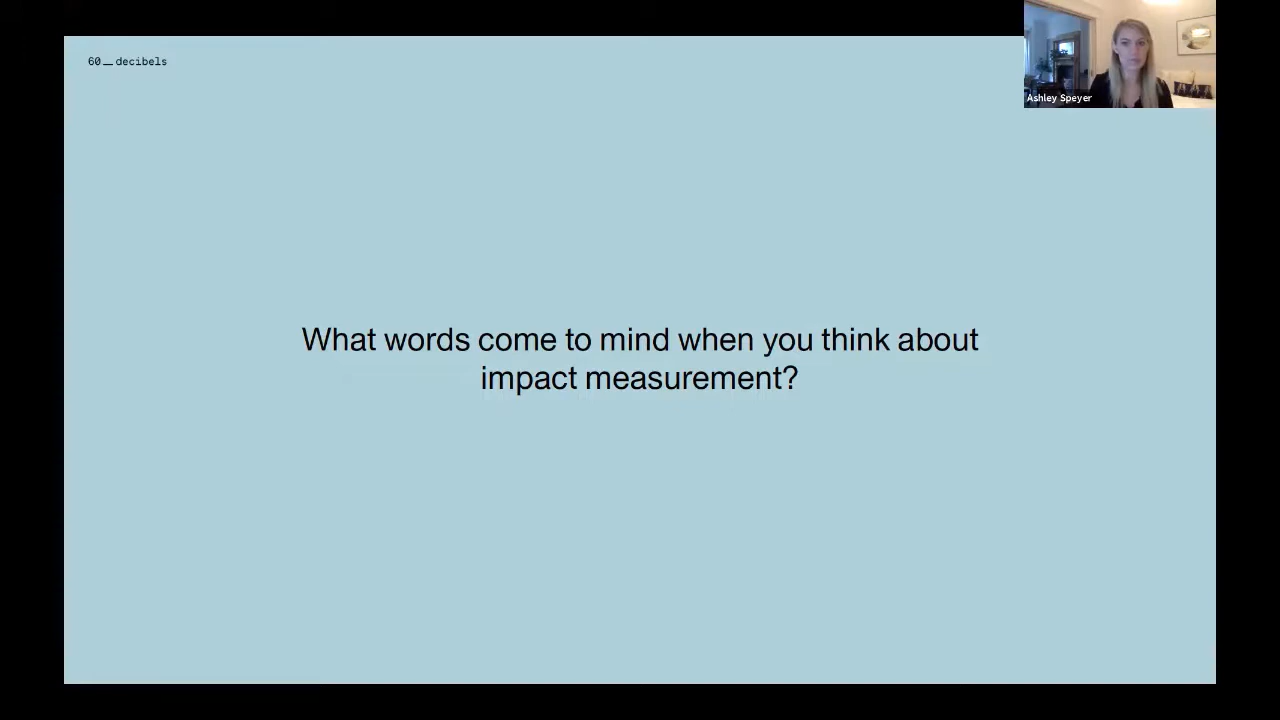 60__decibels
Ashley Speyer
What words come to mind when you think about
impact measurement?